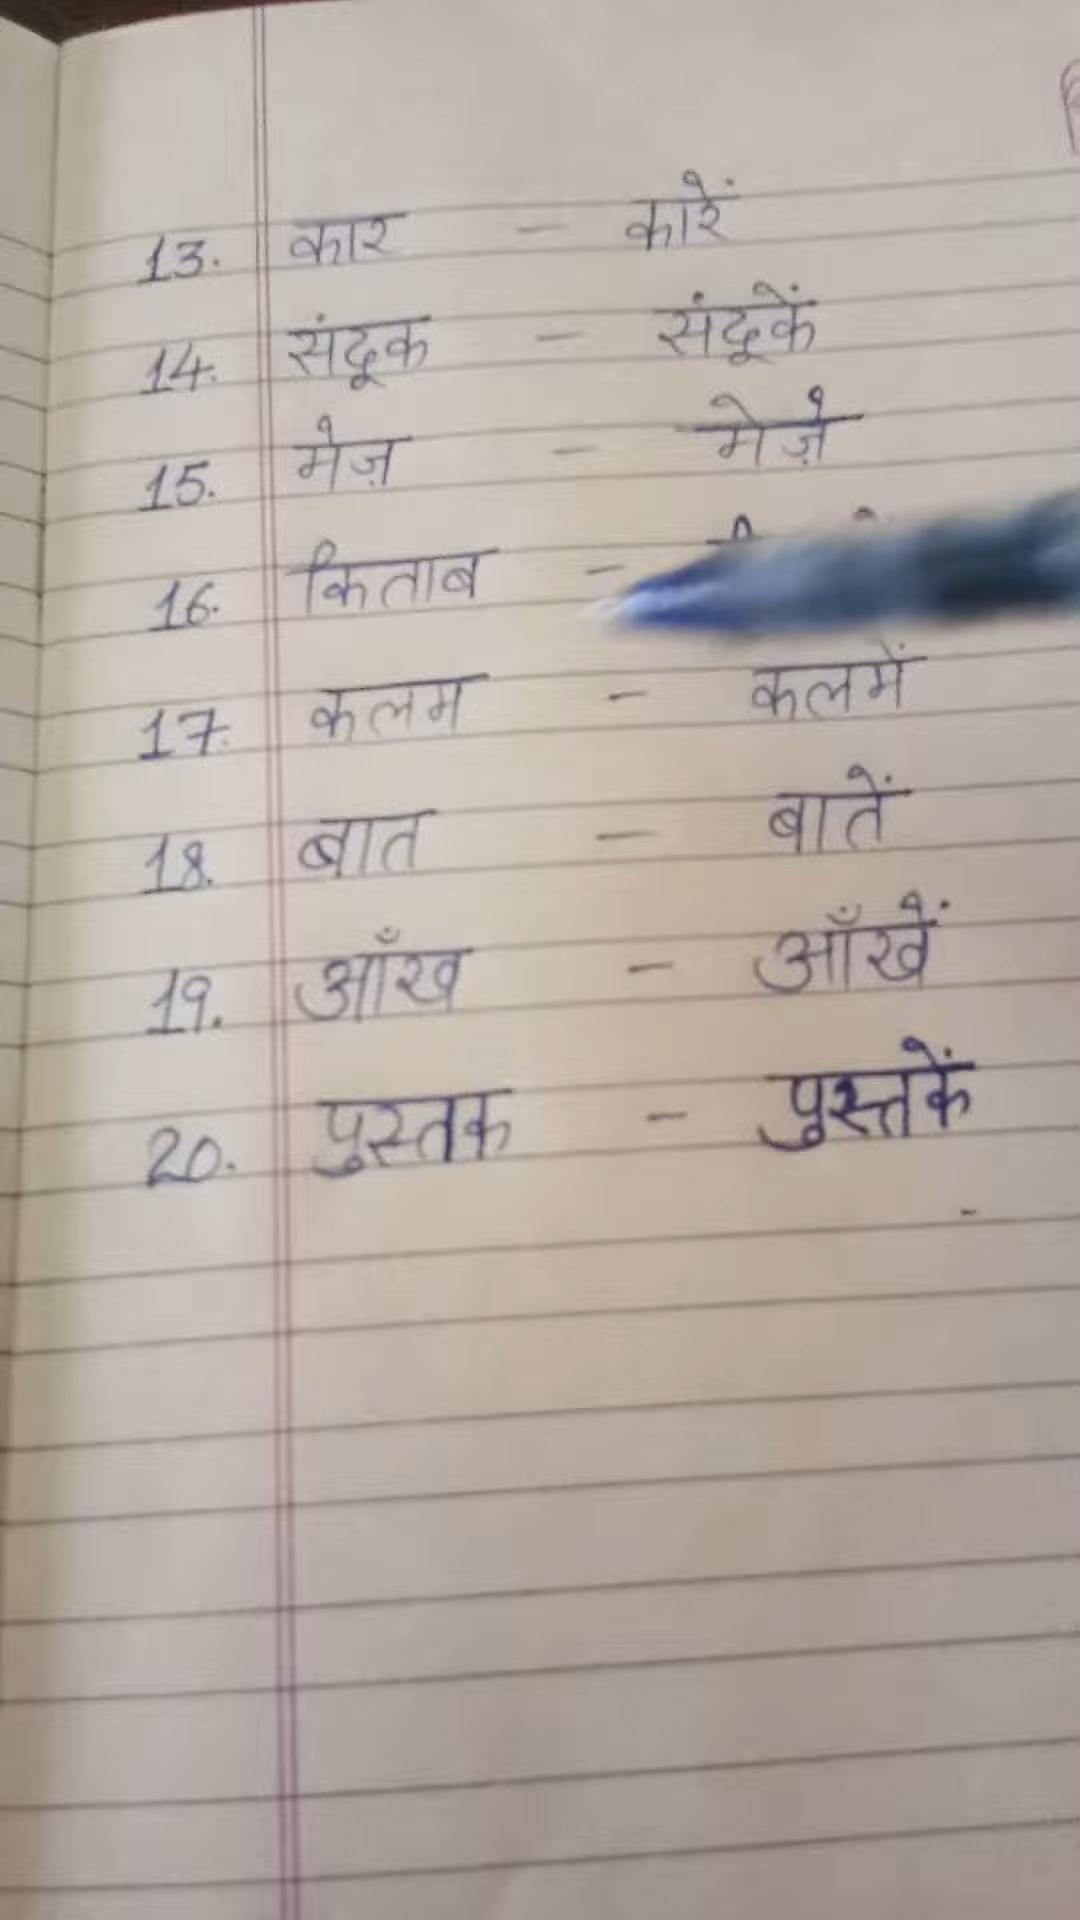 13. कार - कारें
14. संदूक - संदूकें
15. मेज़ - मेज़े
16. किताब -
17. कलम - कलमें
18. बात - बातें
19. आँख - आँखें
20. पुस्तक - पुस्तकें